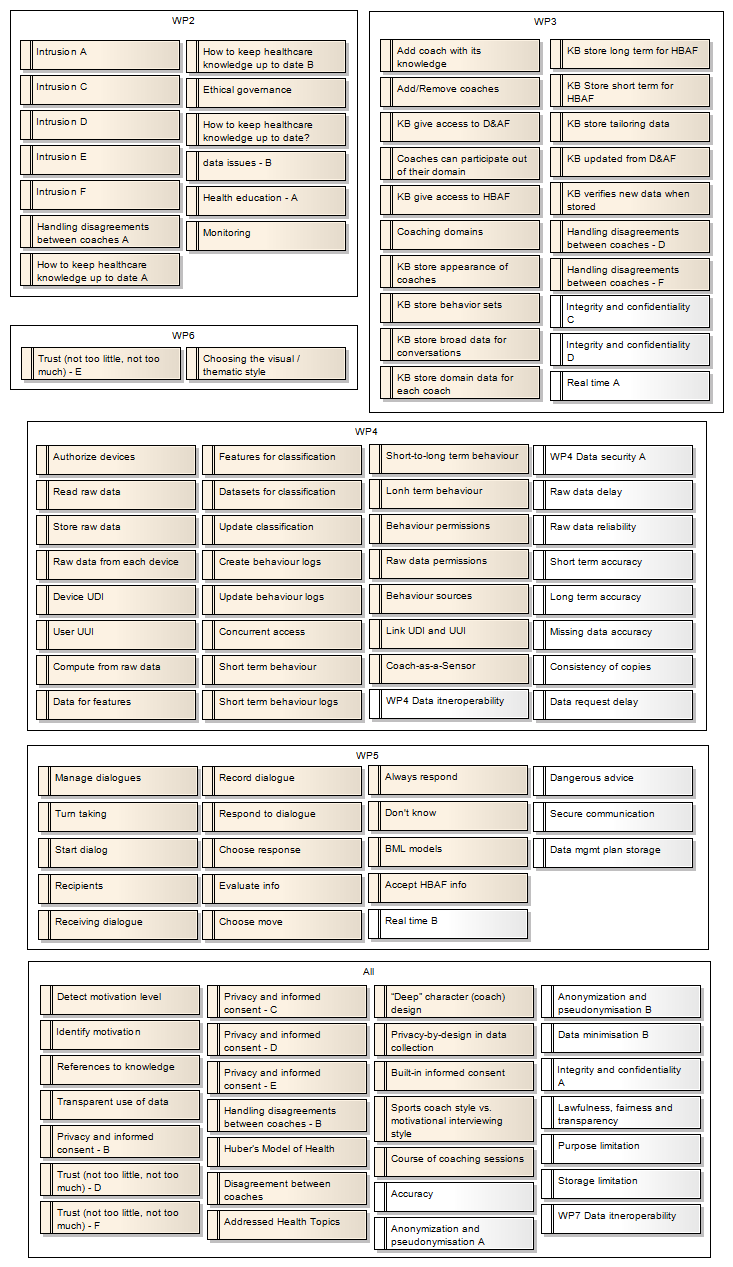 WP2
Intrusion A
Intrusion C
Intrusion D
Intrusion E
Intrusion F
Handling disagreements
between coaches A
How to keep healthcare
knowledge up to date A
How to keep healthcare
knowledge up to date B
Ethical governance
How to keep healthcare
knowledge up to date?
data issues - B
Health education - A
Monitoring
WP3
Add coach with its
knowledge
Add/Remove coaches
KB give access to D&AF
Coaches can participate out
of their domain
KB give access to HBAF
Coaching domains
KB store appearance of
coaches
KB store behavior sets
KB store broad data for
conversations
KB store domain data for
each coach
KB store long term for HBAF
KB Store short term for
HBAF
KB store tailoring data
KB updated from D&AF
KB verifies new data when
stored
Handling disagreements
between coaches - D
Handling disagreements
between coaches - F
Integrity and confidentiality
C
Integrity and confidentiality
D
Real time A
WP6
Trust (not too little, not too
much) - E
Choosing the visual /
thematic style
WP4
Authorize devices
Read raw data
Store raw data
Raw data from each device
Device UDI
User UUI
Compute from raw data
Data for features
Features for classification
Datasets for classification
Update classification
Create behaviour logs
Update behaviour logs
Concurrent access
Short term behaviour
Short term behaviour logs
Short-to-long term behaviour
Lonh term behaviour
Behaviour permissions
Raw data permissions
Behaviour sources
Link UDI and UUI
Coach-as-a-Sensor
WP4 Data itneroperability
WP4 Data security A
Raw data delay
Raw data reliability
Short term accuracy
Long term accuracy
Missing data accuracy
Consistency of copies
Data request delay
WP5
Manage dialogues
Turn taking
Start dialog
Recipients
Receiving dialogue
Record dialogue
Respond to dialogue
Choose response
Evaluate info
Choose move
Always respond
Don't know
BML models
Accept HBAF info
Real time B
Dangerous advice
Secure communication
Data mgmt plan storage
All
Detect motivation level
Identify motivation
References to knowledge
Transparent use of data
Privacy and informed
consent - B
Trust (not too little, not too
much) - D
Trust (not too little, not too
much) - F
Privacy and informed
consent - C
Privacy and informed
consent - D
Privacy and informed
consent - E
Handling disagreements
between coaches - B
Huber's Model of Health
Disagreement between
coaches
Addressed Health Topics
"Deep" character (coach)
design
Privacy-by-design in data
collection
Built-in informed consent
Sports coach style vs.
motivational interviewing
style
Course of coaching sessions
Accuracy
Anonymization and
pseudonymisation A
Anonymization and
pseudonymisation B
Data minimisation B
Integrity and confidentiality
A
Lawfulness, fairness and
transparency
Purpose limitation
Storage limitation
WP7 Data itneroperability